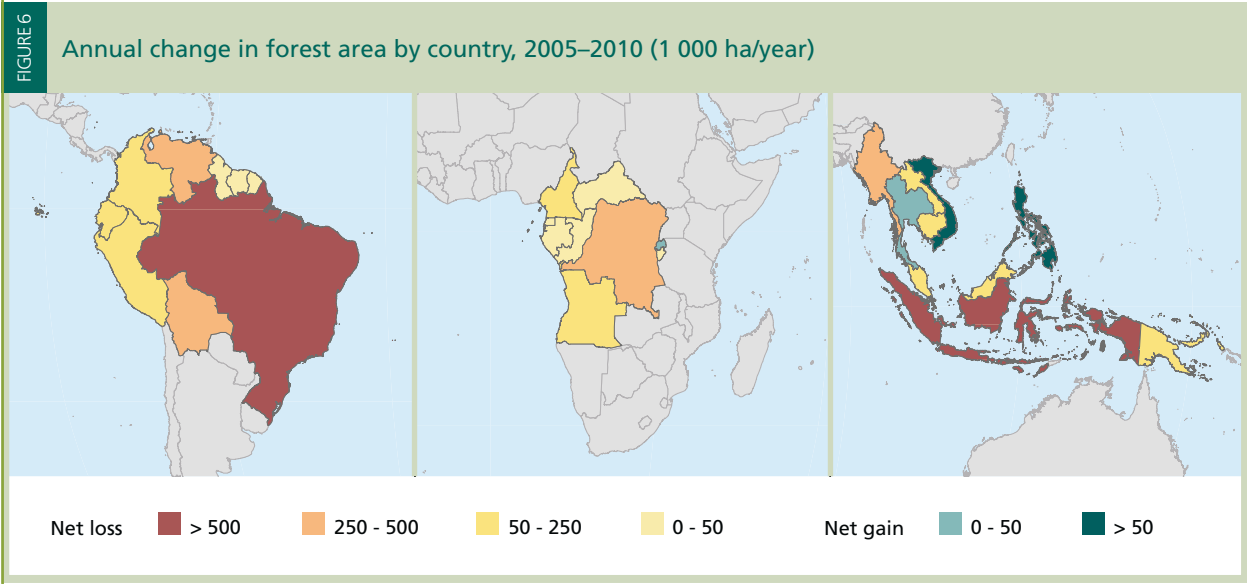 FIGURE 6
Annual change in forest area by country, 2005–2010 (1 000 ha/year)
Net loss > 500 250 - 500 50 - 250 0 - 50 Net gain 0 - 50 > 50